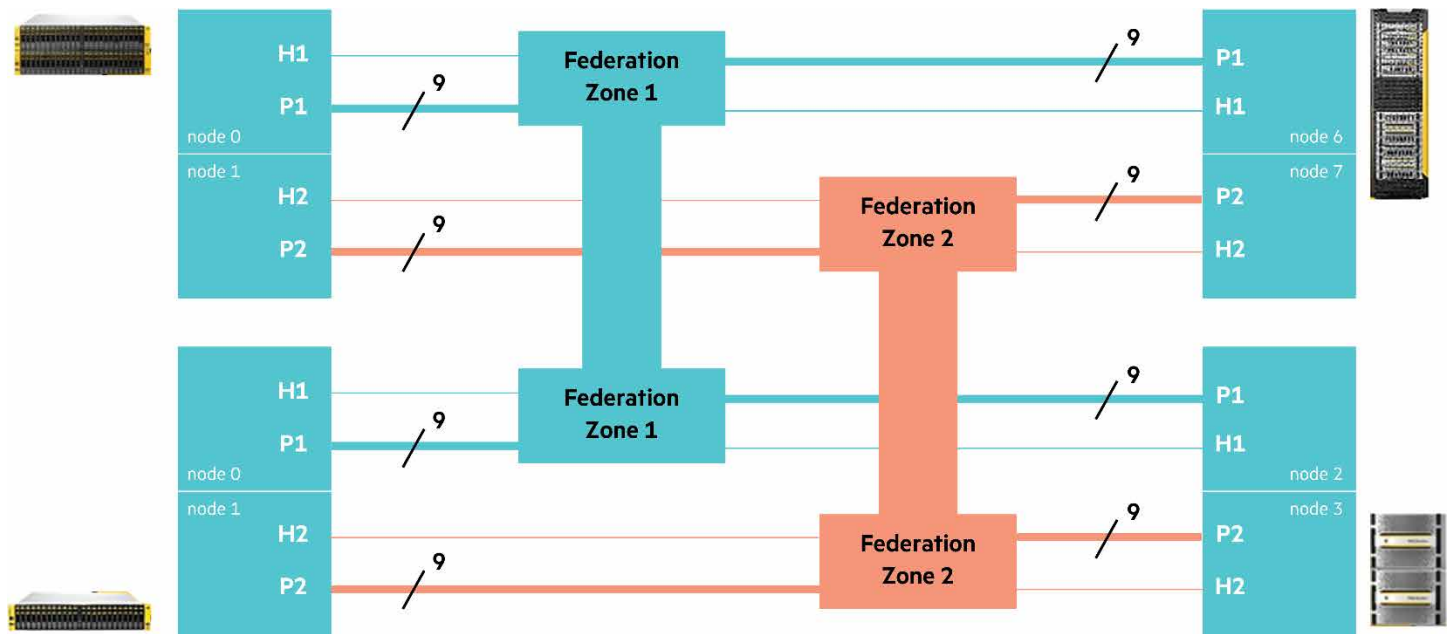 H1
Federation
Zone 1
9
P1
9
P1
H1
node 0
node 6
node 1
node 7
H2
Federation
Zone 2
9
P2
9
P2
H2
H1
Federation
Zone 1
9
P1
9
P1
H1
node 0
node 2
node 1
node 3
H2
Federation
Zone 2
9
P2
9
P2
H2